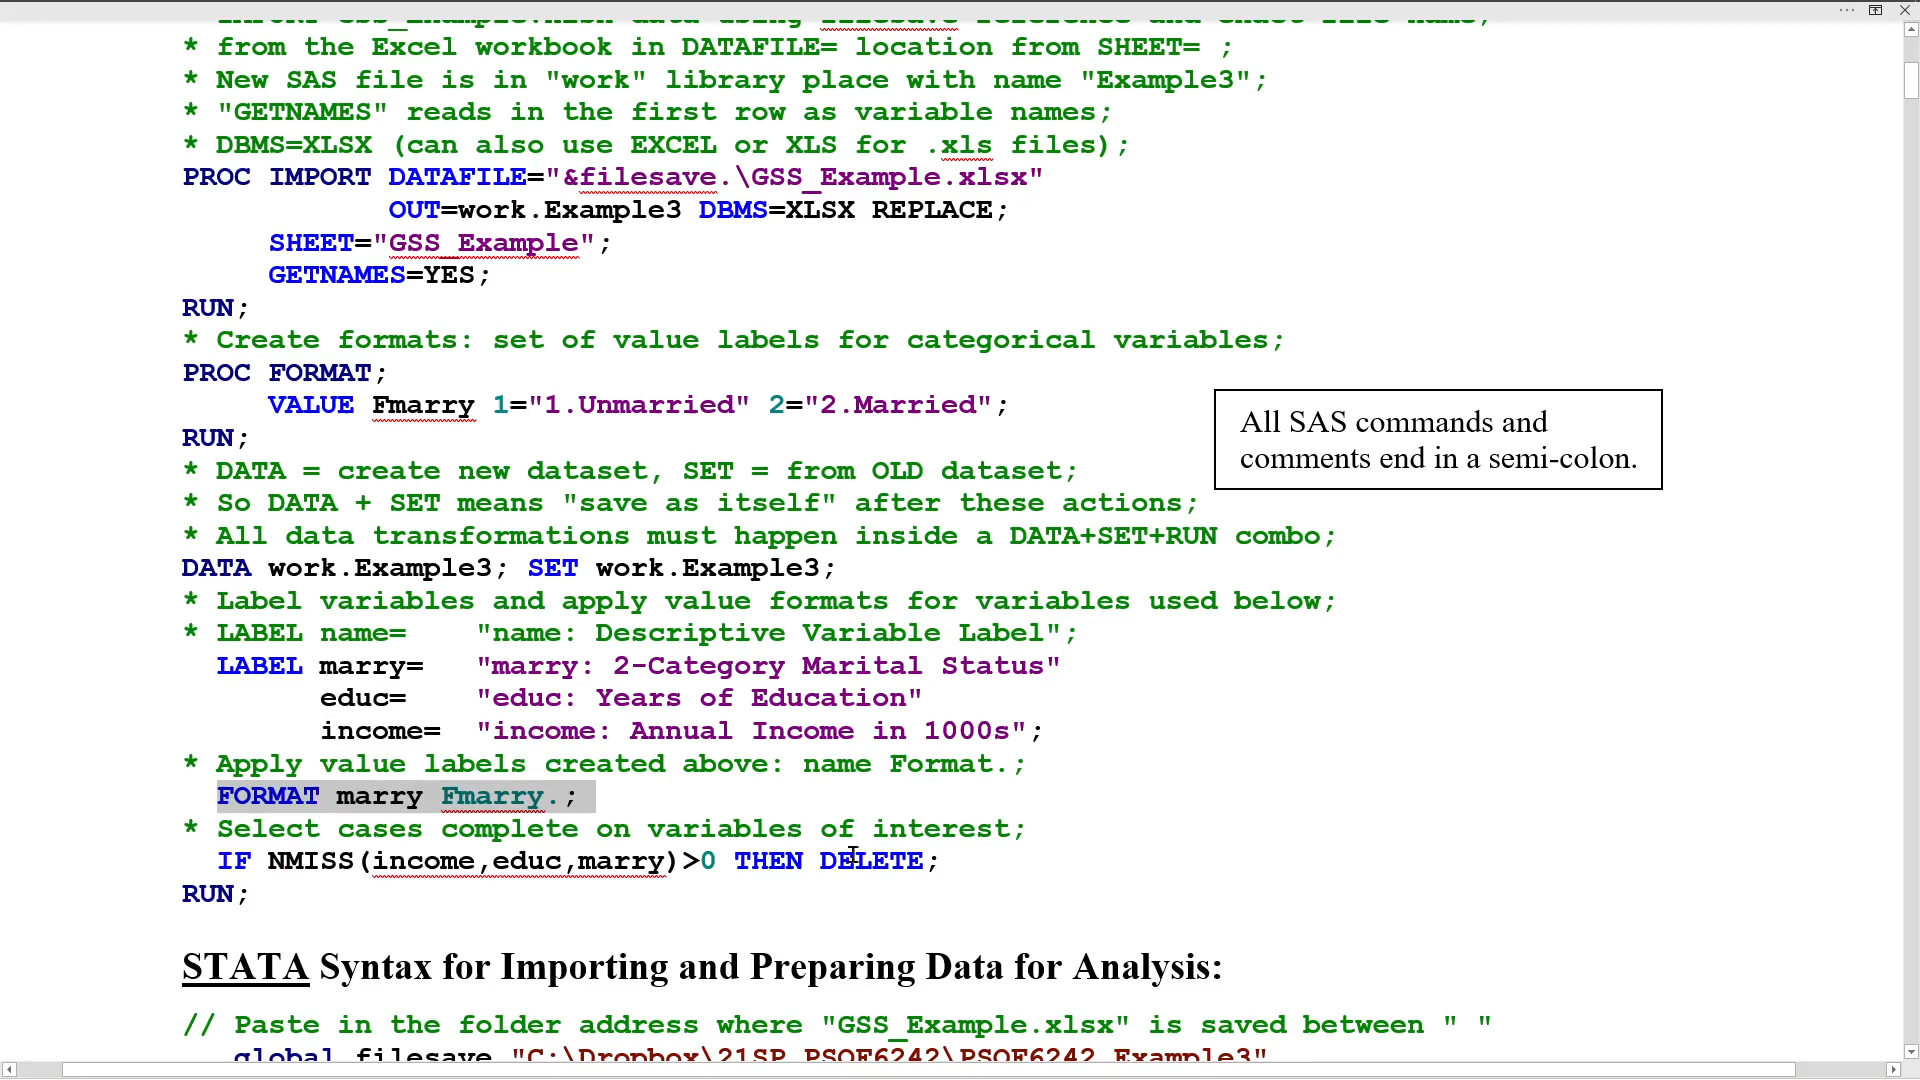 * from the Excel workbook in DATAFILE= location from SHEET= ;
* New SAS file is in "work" library place with name "Example3";
* "GETNAMES" reads in the first row as variable names;
* DBMS=XLSX (can also use EXCEL or XLS for .xls files);
PROC IMPORT DATAFILE="&filesave.\GSS_Example.xlsx"
OUT=work.Example3 DBMS=XLSX REPLACE;
SHEET="GSS_Example";
GETNAMES=YES;
RUN;
* Create formats: set of value labels for categorical variables;
PROC FORMAT;
VALUE Fmarry 1="1.Unmarried" 2="2.Married";
RUN;
All SAS commands and
comments end in a semi-colon.
* DATA = create new dataset, SET = from OLD dataset;
* So DATA + SET means "save as itself" after these actions;
* All data transformations must happen inside a DATA+SET+RUN combo;
DATA work.Example3; SET work.Example3;
* Label variables and apply value formats for variables used below;
* LABEL name= "name: Descriptive Variable Label";
LABEL marry= "marry: 2-Category Marital Status"
educ= "educ: Years of Education"
income= "income: Annual Income in 1000s";
* Apply value labels created above: name Format.;
FORMAT marry Fmarry.;
* Select cases complete on variables of interest;
IF NMISS(income,educ,marry)>0 THEN DELETE;
RUN;
STATA Syntax for Importing and Preparing Data for Analysis:
// Paste in the folder address where "GSS_Example.xlsx" is saved between " "
global filesave "C:\Dropbox\21SP_PSQF6242\PSQF6242_Example3"